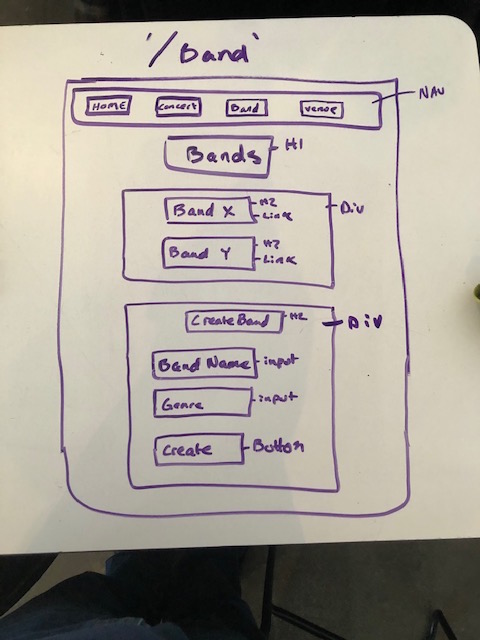 '/Band'
HOME Concert Band Venue NAV
Bands H1
Band X H2
Link
Div
Band Y H2
Link
Create Band H2
Div
Band Name input
Genre input
Create Button